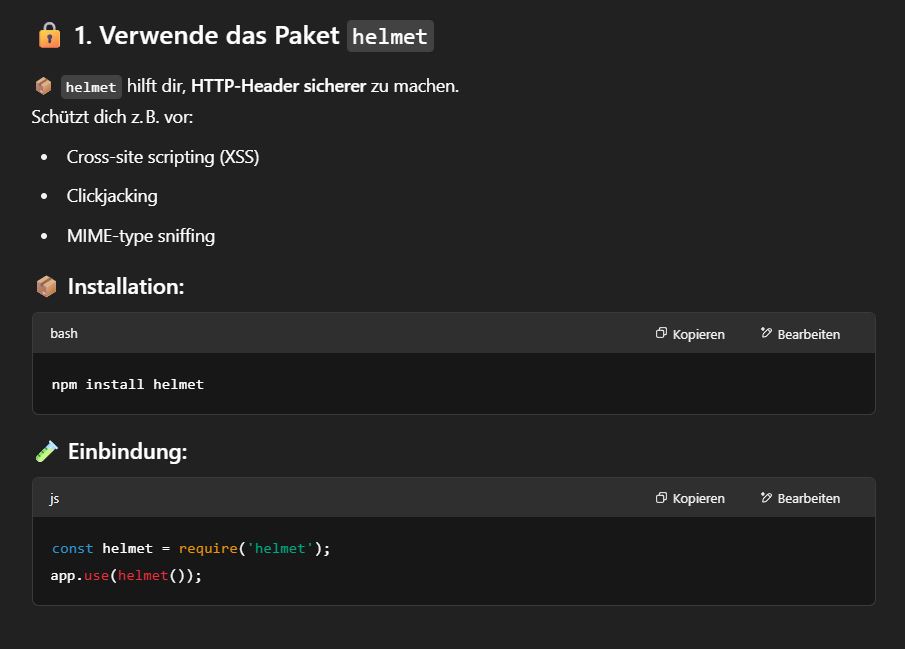 1. Verwende das Paket helmet
helmet hilft dir, HTTP-Header sicherer zu machen.
Schützt dich z. B. vor:
• Cross-site scripting (XSS)
• Clickjacking
• MIME-type sniffing
Installation:
bash Kopieren Bearbeiten
npm install helmet
Einbindung:
js Kopieren Bearbeiten
const helmet = require('helmet');
app.use(helmet());